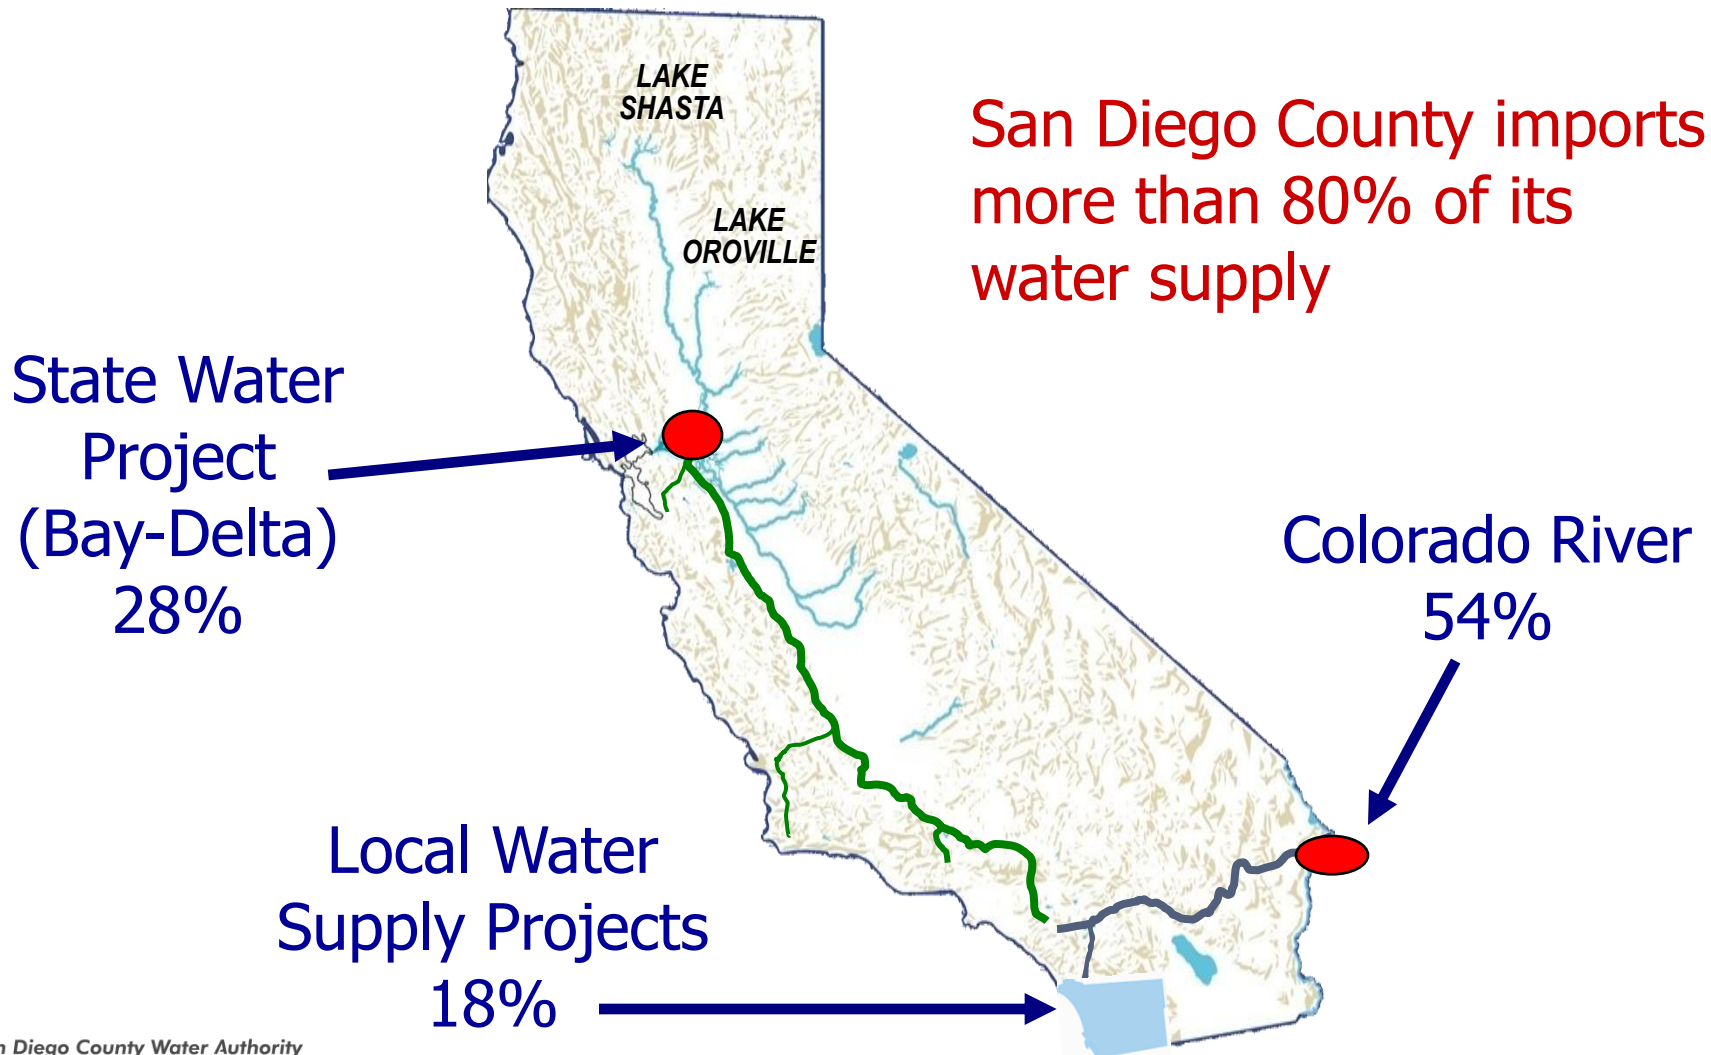 LAKE
SHASTA
San Diego County imports
more than 80% of its
water supply
LAKE
OROVILLE
State Water
Project
(Bay-Delta)
28%
Colorado River
54%
Local Water
Supply Projects
18%
Diego County Water Authority